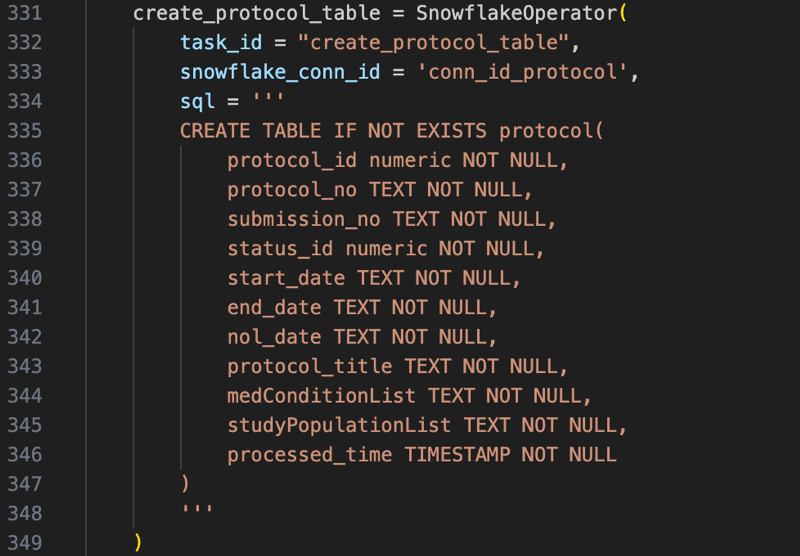 331 create_protocol_table = SnowflakeOperator(
332 task_id = "create_protocol_table",
333 snowflake_conn_id = 'conn_id_protocol',
334 sql = '''
335 CREATE TABLE IF NOT EXISTS protocol(
336 protocol_id numeric NOT NULL,
337 protocol_no TEXT NOT NULL,
338 submission_no TEXT NOT NULL,
339 status_id numeric NOT NULL,
340 start_date TEXT NOT NULL,
341 end_date TEXT NOT NULL,
342 nol_date TEXT NOT NULL,
343 protocol_title TEXT NOT NULL,
344 medConditionList TEXT NOT NULL,
345 studyPopulationList TEXT NOT NULL,
346 processed_time TIMESTAMP NOT NULL
347 )
348 '''
349 )